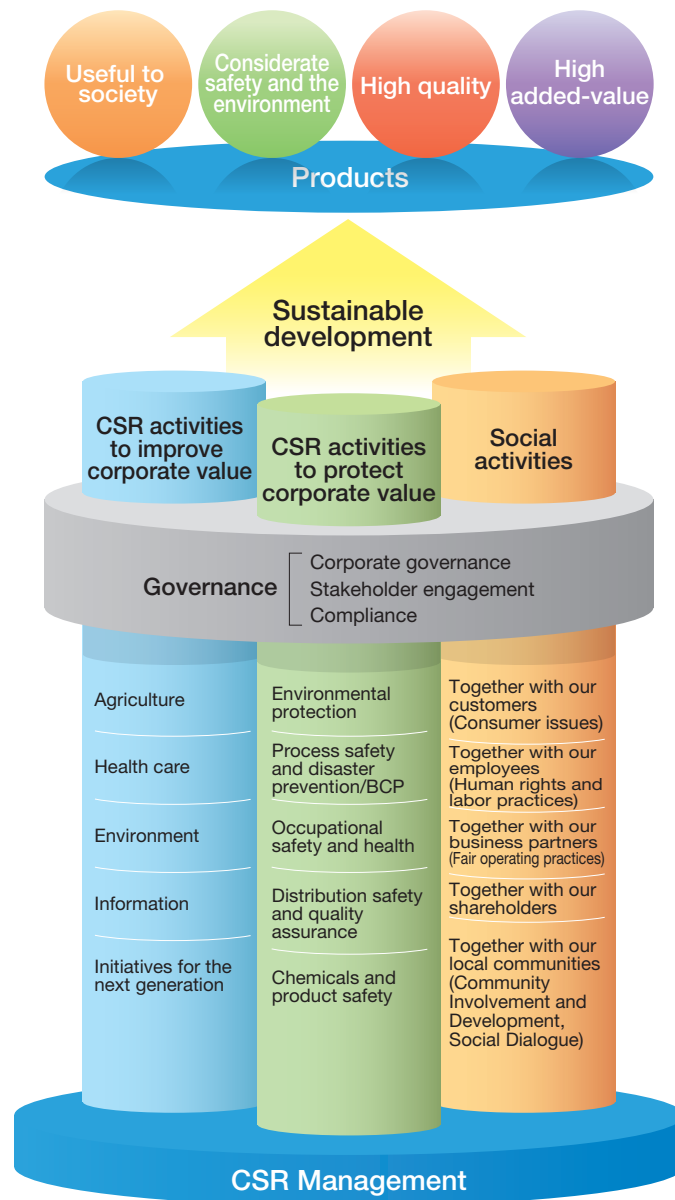 Useful to
society
Considerate
safety and the
environment
High quality
High
added-value
Products
Sustainable
development
CSR activities
to improve
corporate value
CSR activities
to protect
corporate value
Social
activities
Governance
Corporate governance
Stakeholder engagement
Compliance
Agriculture
Health care
Environment
Information
Initiatives for the
next generation
Environmental
protection
Process safety
and disaster
prevention/BCP
Occupational
safety and health
Distribution safety
and quality
assurance
Chemicals and
product safety
Together with our
customers
(Consumer issues)
Together with our
employees
(Human rights and
labor practices)
Together with our
business partners
(Fair operating practices)
Together with our
shareholders
Together with our
local communities
(Community
Involvement and
Development,
Social Dialogue)
CSR Management